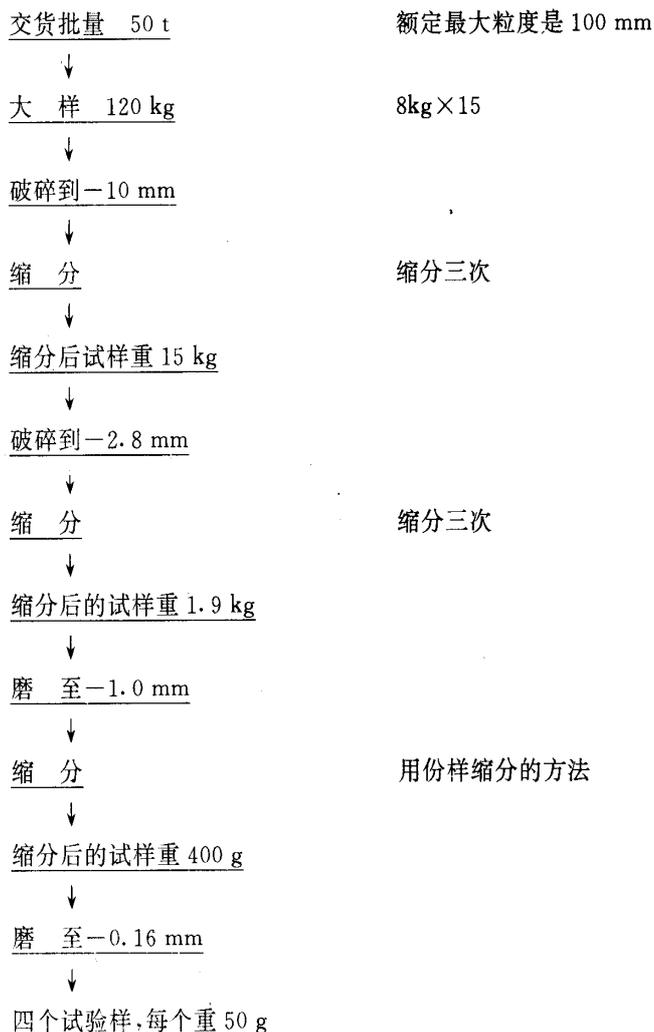 交货批量 50 t 额定最大粒度是 100 mm
↓
大 样 120 kg 8kg×15
↓
破碎到－10 mm
↓
缩 分 缩分三次
↓
缩分后试样重 15 kg
↓
破碎到－2.8 mm
↓
缩 分 缩分三次
↓
缩分后的试样重 1.9 kg
↓
磨 至－1.0 mm
↓
缩 分 用份样缩分的方法
↓
缩分后的试样重 400 g
↓
磨 至－0.16 mm
↓
四个试验样,每个重 50 g